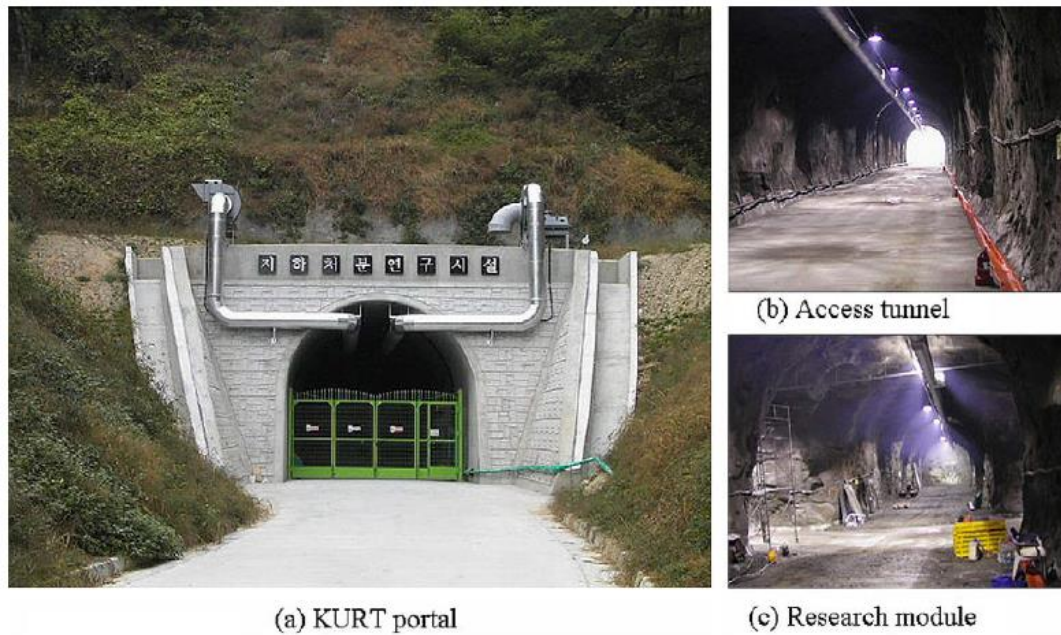 지하처분연구시설
(a) KURT portal
(b) Access tunnel
(c) Research module